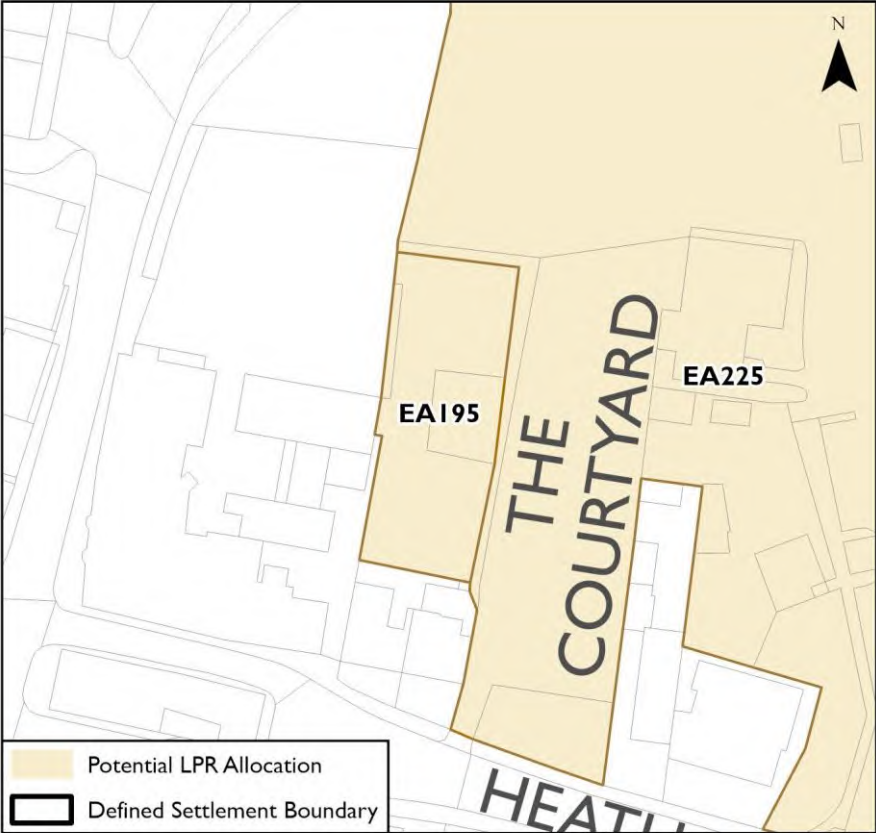 N
EA225
EA195
THE
COURTYARD
Potential LPR Allocation
Defined Settlement Boundary